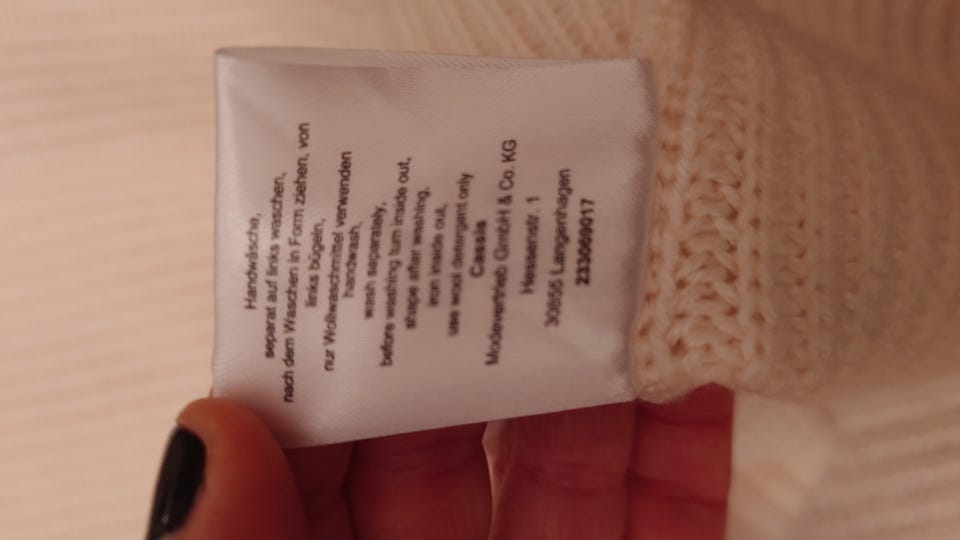 Handwäsche,
separat auf links waschen,
nach dem Waschen in Form ziehen, von
links bügeln,
nur Wollwaschmittel verwenden
handwash,
wash separately,
before washing turn inside out,
shape after washing,
iron inside out,
use wool detergent only
Cassis
Modevertrieb GmbH & Co. KG
Hessenstr. 1
30855 Langenhagen
233069017